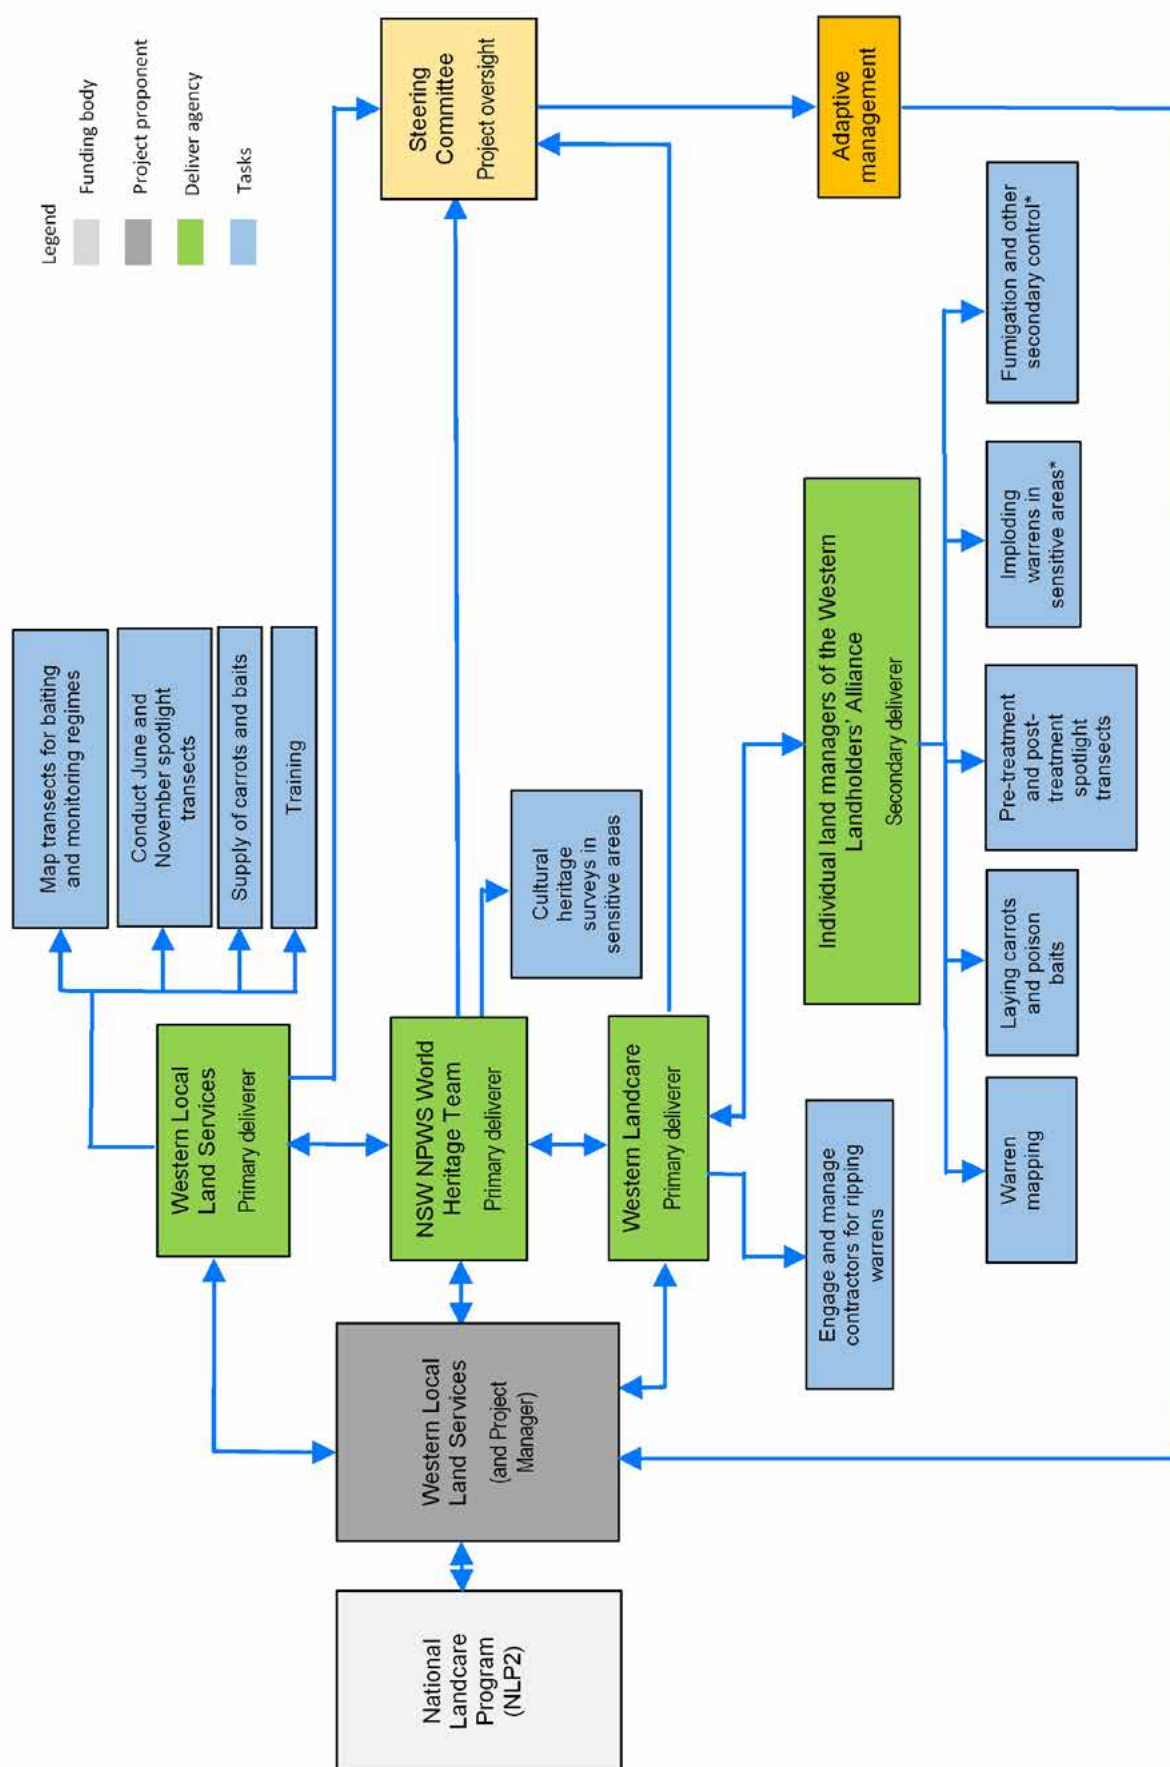 Legend
Funding body
Project proponent
Deliver agency
Tasks
National
Landcare
Program
(NLP2)
Western Local
Land Services
(and Project
Manager)
Western Local
Land Services
Primary deliverer
NSW NPWS World
Heritage Team
Primary deliverer
Western Landcare
Primary deliverer
Map transects for baiting
and monitoring regimes
Conduct June and
November spotlight
transects
Supply of carrots and baits
Training
Cultural
heritage
surveys in
sensitive areas
Engage and manage
contractors for ripping
warrens
Individual land managers of the Western
Landholders' Alliance
Secondary deliverer
Warren
mapping
Laying carrots
and poison
baits
Pre-treatment
and post-
treatment
spotlight
transects
Imploding
warrens in
sensitive areas*
Fumigation and other
secondary control*
Steering
Committee
Project oversight
Adaptive
management